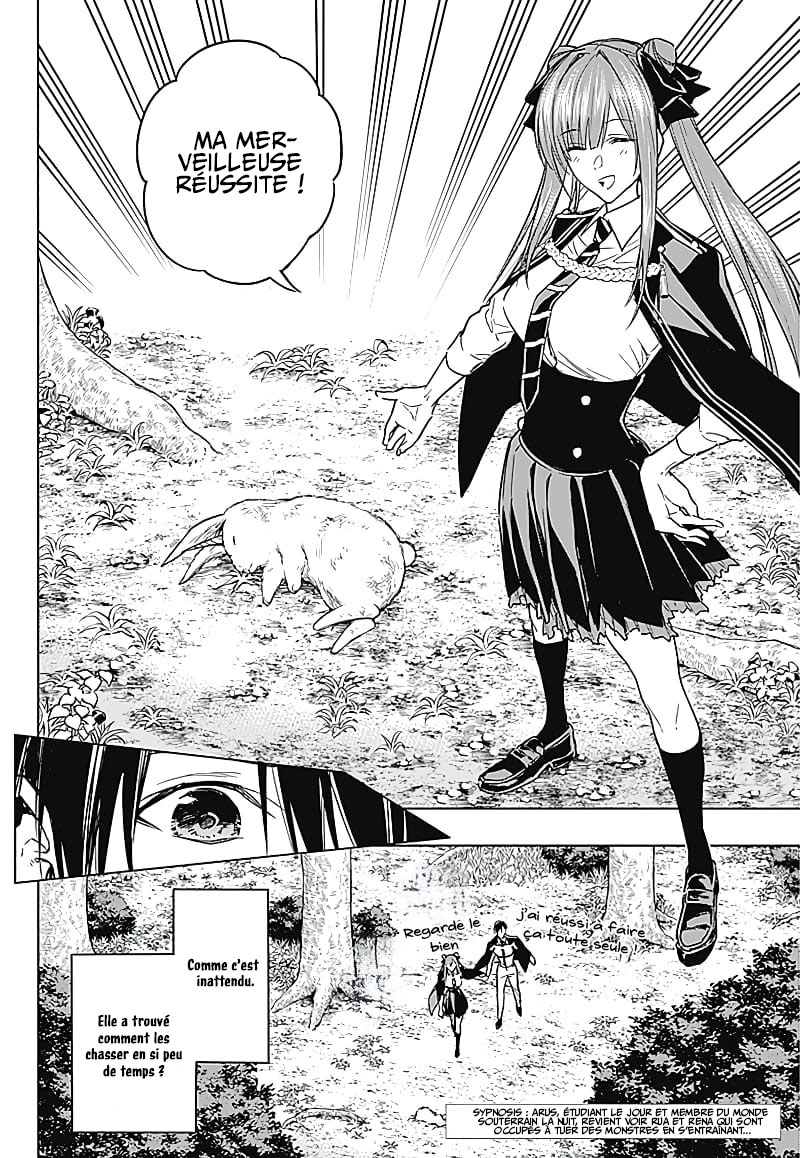 MA MER-
VEILLEUSE
RÉUSSITE !
Regarde le
bien
j'ai réussi à faire
ça toute seule !
Comme c'est
inattendu.
Elle a trouvé
comment les
chasser en si peu
de temps ?
SYPNOSIS : ARUS, ÉTUDIANT LE JOUR ET MEMBRE DU MONDE
SOUTERRAIN LA NUIT, REVIENT VOIR RUA ET RENA QUI SONT
OCCUPÉS À TUER DES MONSTRES EN S'ENTRAÎNANT...